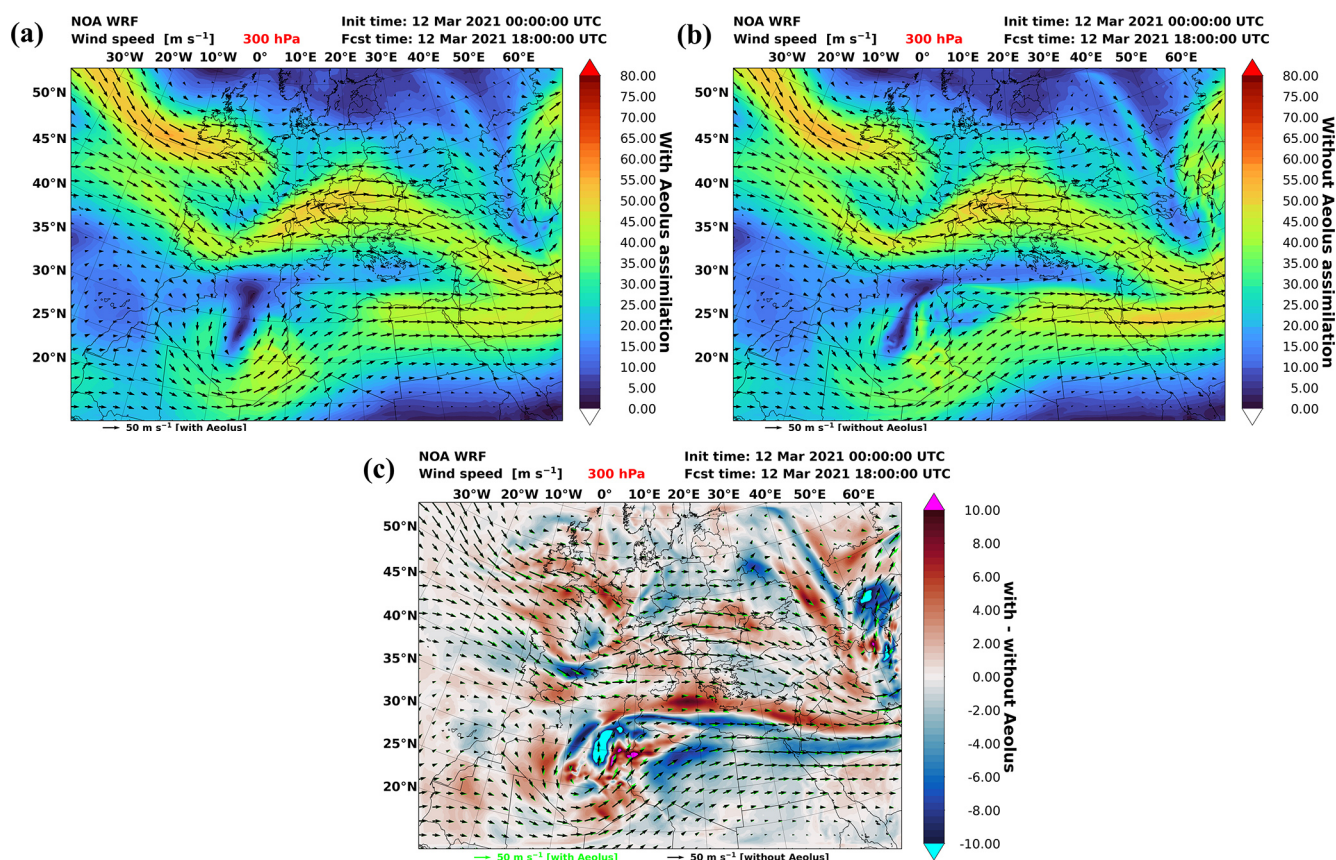 (a)
NOA WRF Init time: 12 Mar 2021 00:00:00 UTC
Wind speed [m s⁻¹] 300 hPa Fcst time: 12 Mar 2021 18:00:00 UTC
30°W 20°W 10°W 0° 10°E 20°E 30°E 40°E 50°E 60°E
50°N
45°N
40°N
35°N
30°N
25°N
20°N
80.00
75.00
70.00
65.00
60.00
55.00
50.00
45.00
40.00
35.00
30.00
25.00
20.00
15.00
10.00
5.00
0.00
With Aeolus assimilation
50 m s⁻¹ [with Aeolus]
(b)
NOA WRF Init time: 12 Mar 2021 00:00:00 UTC
Wind speed [m s⁻¹] 300 hPa Fcst time: 12 Mar 2021 18:00:00 UTC
30°W 20°W 10°W 0° 10°E 20°E 30°E 40°E 50°E 60°E
50°N
45°N
40°N
35°N
30°N
25°N
20°N
80.00
75.00
70.00
65.00
60.00
55.00
50.00
45.00
40.00
35.00
30.00
25.00
20.00
15.00
10.00
5.00
0.00
Without Aeolus assimilation
50 m s⁻¹ [without Aeolus]
(c)
NOA WRF Init time: 12 Mar 2021 00:00:00 UTC
Wind speed [m s⁻¹] 300 hPa Fcst time: 12 Mar 2021 18:00:00 UTC
30°W 20°W 10°W 0° 10°E 20°E 30°E 40°E 50°E 60°E
50°N
45°N
40°N
35°N
30°N
25°N
20°N
10.00
8.00
6.00
4.00
2.00
0.00
-2.00
-4.00
-6.00
-8.00
-10.00
with - without Aeolus
50 m s⁻¹ [with Aeolus] 50 m s⁻¹ [without Aeolus]